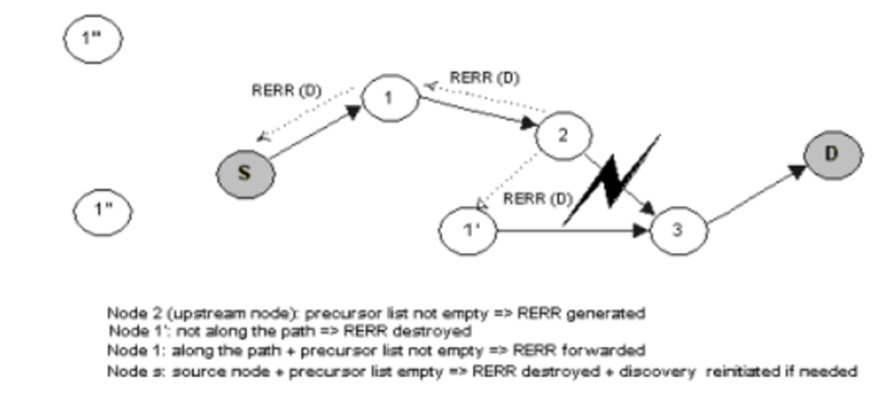 1'''
RERR (D)
RERR (D)
1
2
D
S
RERR (D)
1''
1'
3
Node 2 (upstream node): precursor list not empty => RERR generated
Node 1': not along the path => RERR destroyed
Node 1: along the path + precursor list not empty => RERR forwarded
Node s: source node + precursor list empty => RERR destroyed + discovery reinitiated if needed